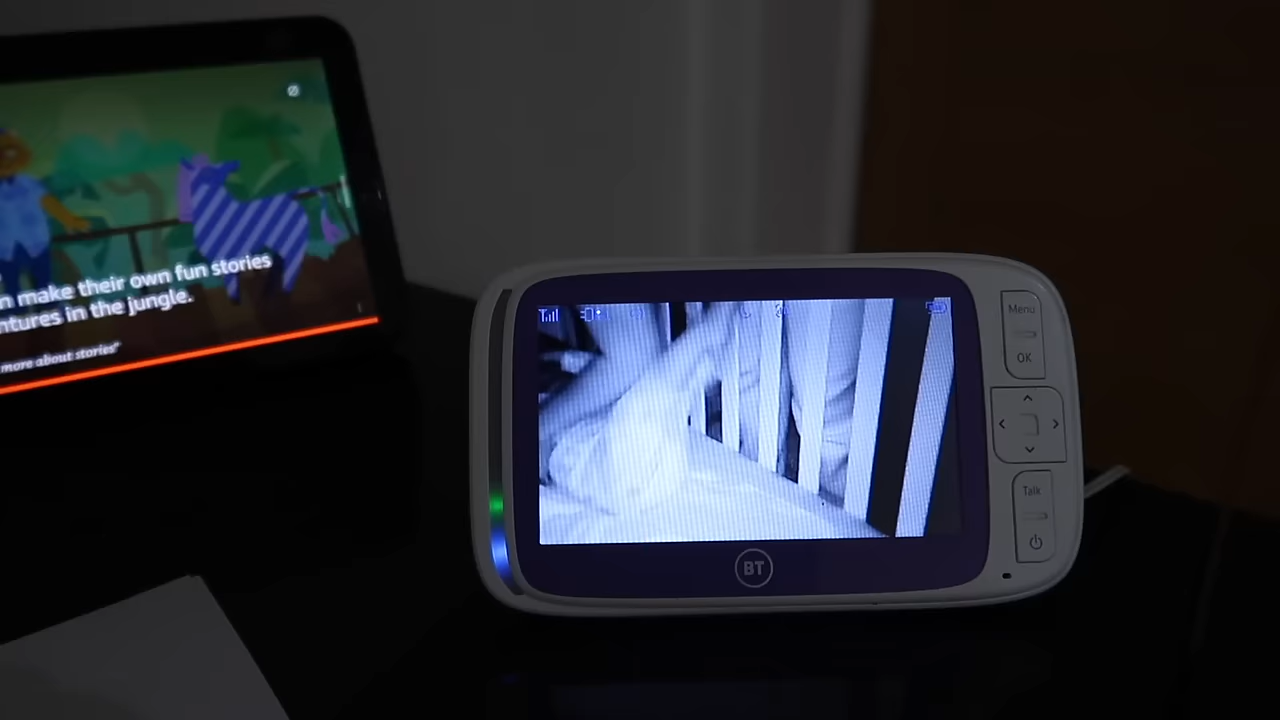 n make their own fun stories
ntures in the jungle.
more about stories"
Menu
OK
Talk
BT